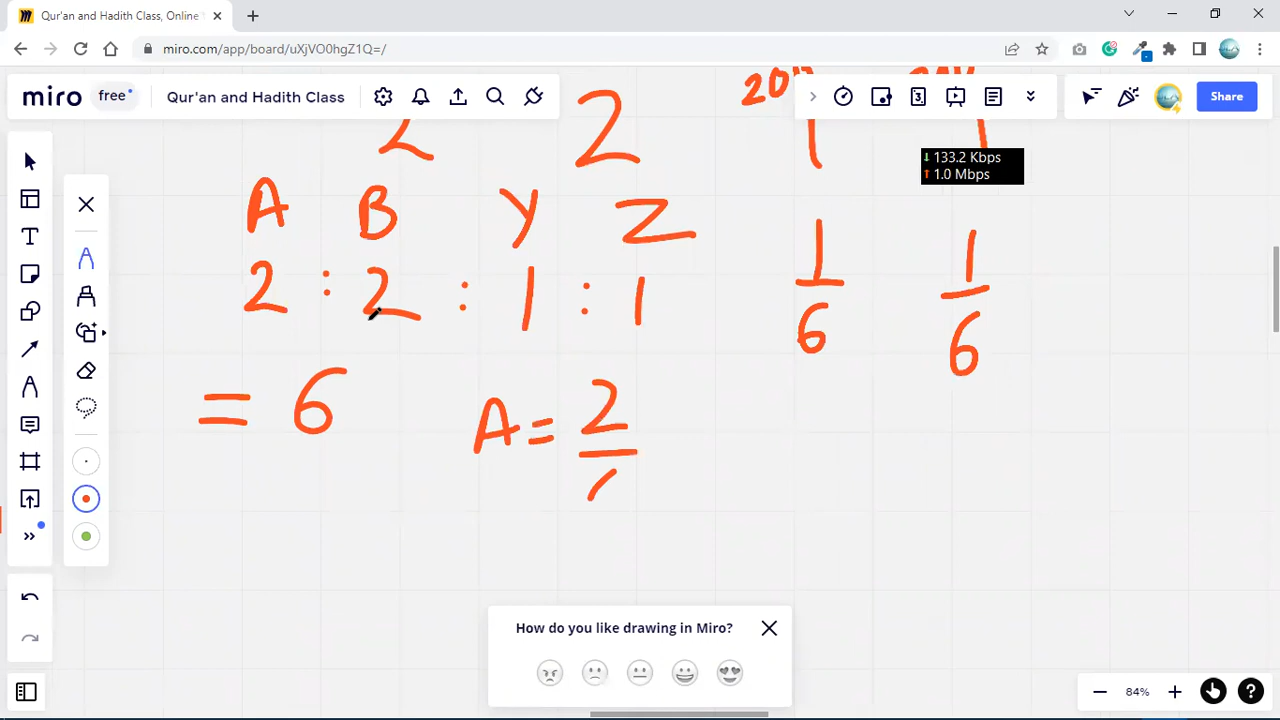 Qur'an and Hadith Class, Online
miro.com/app/board/uXjVO0hgZ1Q=/
miro free Qur'an and Hadith Class
Share
↓ 133.2 Kbps
↑ 1.0 Mbps
2 2 1 1
A B Y Z
2 : 2 : 1 : 1
1/6 1/6
= 6 A = 2/
How do you like drawing in Miro?
84%